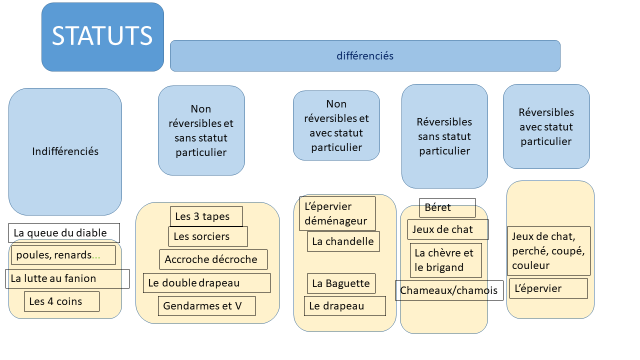 STATUTS
différenciés
Indifférenciés
Non
réversibles et
sans statut
particulier
Non
réversibles et
avec statut
particulier
Réversibles
sans statut
particulier
Réversibles
avec statut
particulier
La queue du diable
poules, renards...
La lutte au fanion
Les 4 coins
Les 3 tapes
Les sorciers
Accroche décroche
Le double drapeau
Gendarmes et V
L'épervier
déménageur
La chandelle
La Baguette
Le drapeau
Béret
Jeux de chat
La chèvre et
le brigand
Chameaux/chamois
Jeux de chat,
perché, coupé,
couleur
L'épervier